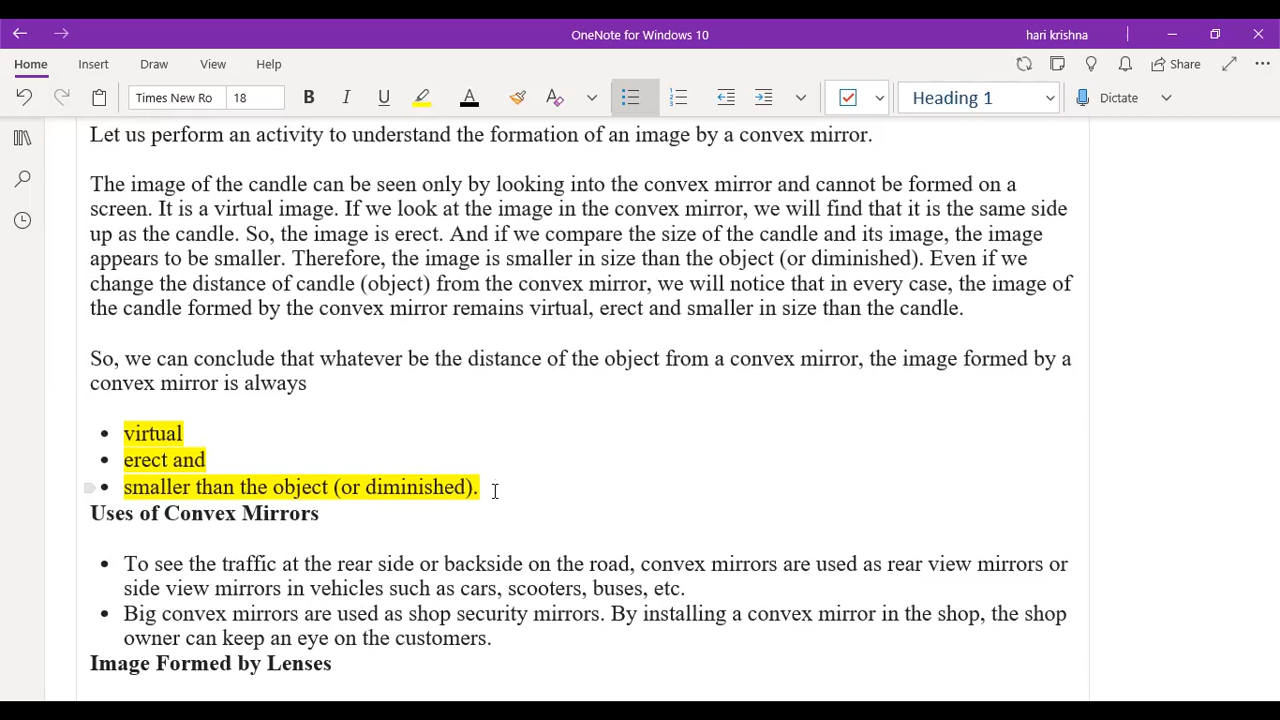 OneNote for Windows 10
hari krishna
Home Insert Draw View Help
Share
Times New Ro 18 B I U A Heading 1 Dictate
Let us perform an activity to understand the formation of an image by a convex mirror.
The image of the candle can be seen only by looking into the convex mirror and cannot be formed on a
screen. It is a virtual image. If we look at the image in the convex mirror, we will find that it is the same side
up as the candle. So, the image is erect. And if we compare the size of the candle and its image, the image
appears to be smaller. Therefore, the image is smaller in size than the object (or diminished). Even if we
change the distance of candle (object) from the convex mirror, we will notice that in every case, the image of
the candle formed by the convex mirror remains virtual, erect and smaller in size than the candle.
So, we can conclude that whatever be the distance of the object from a convex mirror, the image formed by a
convex mirror is always
• virtual
• erect and
• smaller than the object (or diminished).
Uses of Convex Mirrors
• To see the traffic at the rear side or backside on the road, convex mirrors are used as rear view mirrors or
side view mirrors in vehicles such as cars, scooters, buses, etc.
• Big convex mirrors are used as shop security mirrors. By installing a convex mirror in the shop, the shop
owner can keep an eye on the customers.
Image Formed by Lenses